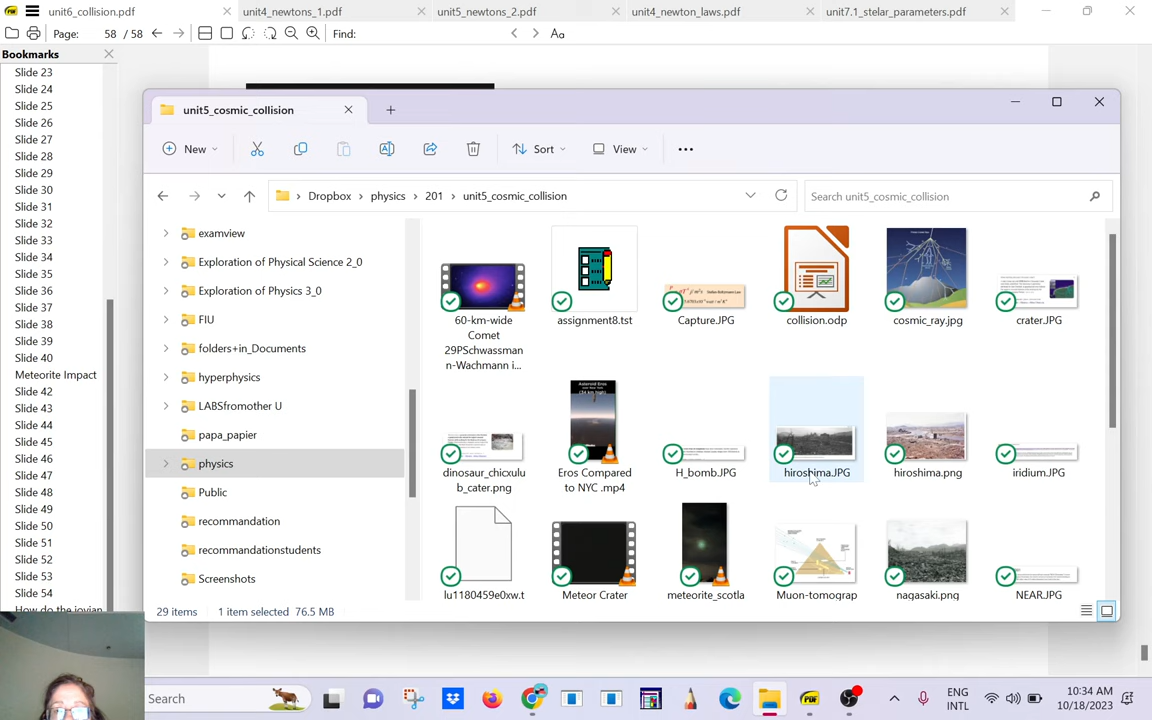 unit6_collision.pdf
unit4_newtons_1.pdf
unit5_newtons_2.pdf
unit4_newton_laws.pdf
unit7.1_stelar_parameters.pdf
Page: 58 / 58
Find:
Aa
Bookmarks
Slide 23
Slide 24
Slide 25
Slide 26
Slide 27
Slide 28
Slide 29
Slide 30
Slide 31
Slide 32
Slide 33
Slide 34
Slide 35
Slide 36
Slide 37
Slide 38
Slide 39
Slide 40
Meteorite Impact
Slide 42
Slide 43
Slide 44
Slide 45
Slide 46
Slide 47
Slide 48
Slide 49
Slide 50
Slide 51
Slide 52
Slide 53
Slide 54
How do the jovian
unit5_cosmic_collision
New
Sort
View
Dropbox > physics > 201 > unit5_cosmic_collision
Search unit5_cosmic_collision
examview
Exploration of Physical Science 2_0
Exploration of Physics 3_0
FIU
folders+in_Documents
hyperphysics
LABSfromother U
papa_papier
physics
Public
recommandation
recommandationstudents
Screenshots
60-km-wide
Comet
29PSchwassman
n-Wachmann i...
assignment8.tst
Capture.JPG
collision.odp
cosmic_ray.jpg
crater.JPG
dinosaur_chicxulu
b_cater.png
Eros Compared
to NYC .mp4
H_bomb.JPG
hiroshima.JPG
hiroshima.png
iridium.JPG
lu1180459e0xw.t
Meteor Crater
meteorite_scotla
Muon-tomograp
nagasaki.png
NEAR.JPG
29 items
1 item selected 76.5 MB
Search
ENG
INTL
10:34 AM
10/18/2023